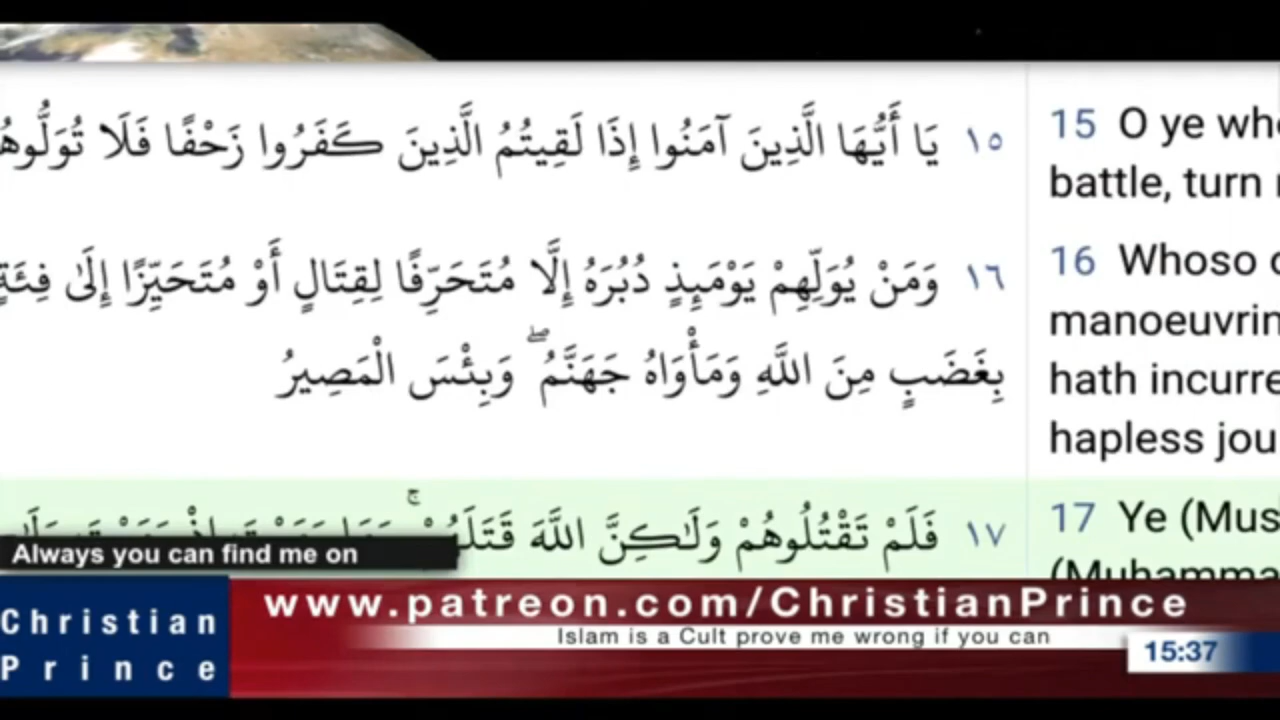 ١٥ يَا أَيُّهَا الَّذِينَ آمَنُوا إِذَا لَقِيتُمُ الَّذِينَ كَفَرُوا زَحْفًا فَلَا
15 O ye
battle, turn
١٦ وَمَنْ يُوَلِّهِمْ يَوْمَئِذٍ دُبُرَهُ إِلَّا مُتَحَرِّفًا لِقِتَالٍ أَوْ مُتَحَيِّزًا إِلَىٰ فِئَةٍ
بِغَضَبٍ مِنَ اللَّهِ وَمَأْوَاهُ جَهَنَّمُ ۖ وَبِئْسَ الْمَصِيرُ
16 Whoso
manoeuvrin
hath incurre
hapless jou
١٧ فَلَمْ تَقْتُلُوهُمْ وَلَٰكِنَّ اللَّهَ قَتَلَهُمْ ۚ
17 Ye (Mus
(Muhamma
Always you can find me on
www.patreon.com/ChristianPrince
Islam is a Cult prove me wrong if you can
Christian
Prince
15:37